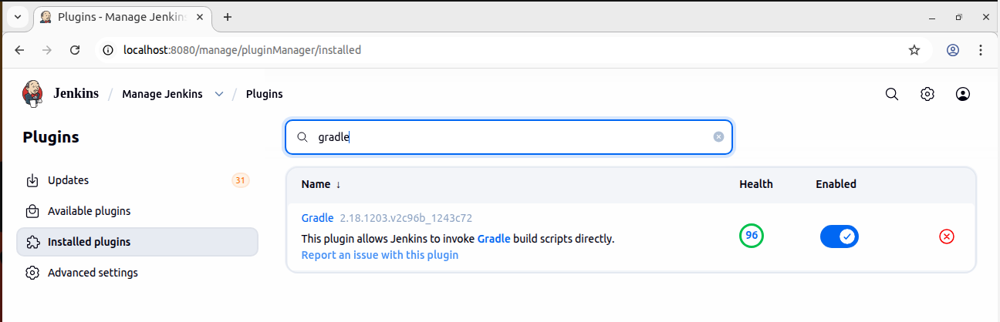 Plugins - Manage Jenkins
localhost:8080/manage/pluginManager/installed
Jenkins / Manage Jenkins / Plugins
Plugins
gradle
Updates 31
Available plugins
Installed plugins
Advanced settings
Name ↓ Health Enabled
Gradle 2.18.1203.v2c96b_1243c72
This plugin allows Jenkins to invoke Gradle build scripts directly.
Report an issue with this plugin
96